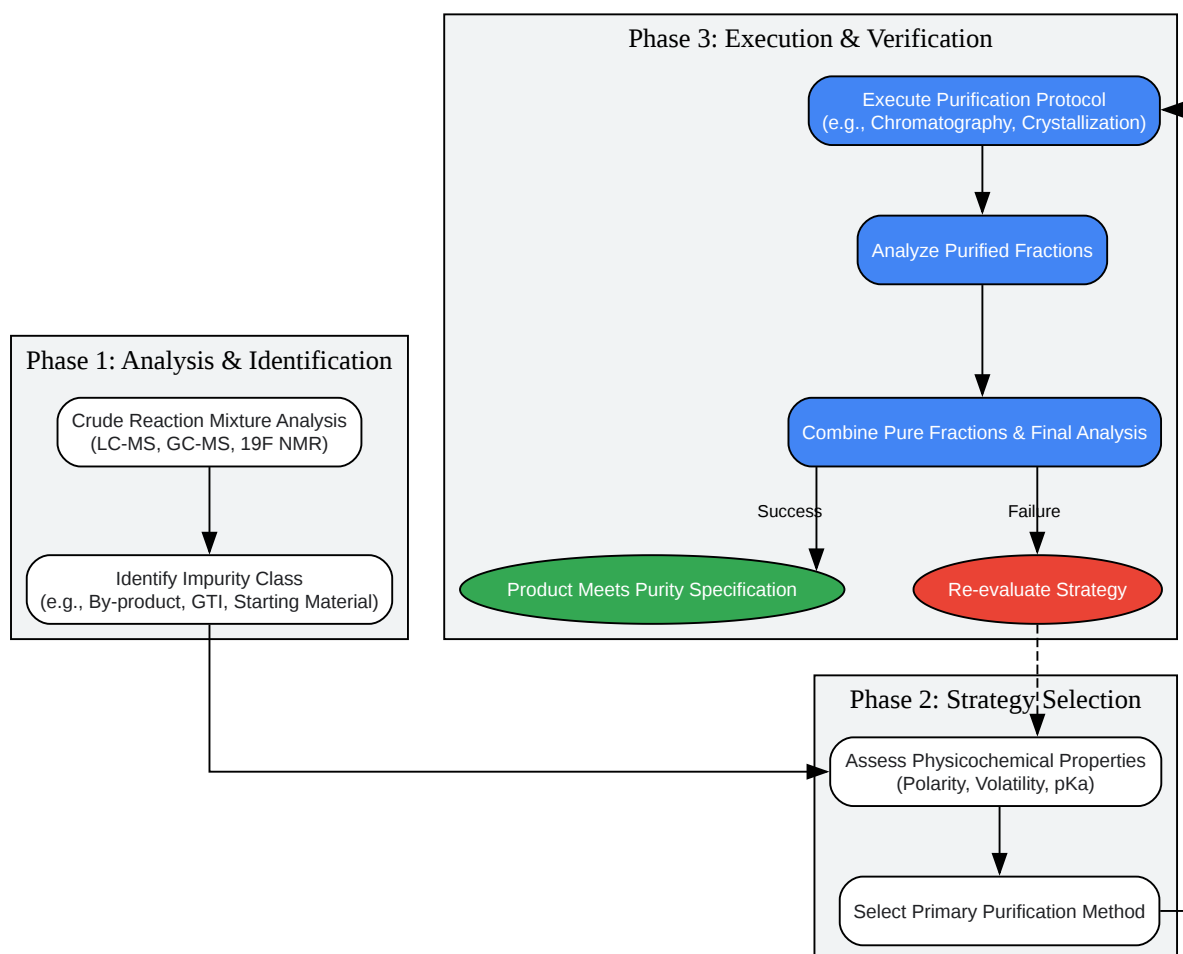 Phase 3: Execution & Verification
Execute Purification Protocol
(e.g., Chromatography, Crystallization)
Analyze Purified Fractions
Phase 1: Analysis & Identification
Crude Reaction Mixture Analysis
(LC-MS, GC-MS, 19F NMR)
Combine Pure Fractions & Final Analysis
Success
Failure
Identify Impurity Class
(e.g., By-product, GTI, Starting Material)
Product Meets Purity Specification
Re-evaluate Strategy
Phase 2: Strategy Selection
Assess Physicochemical Properties
(Polarity, Volatility, pKa)
Select Primary Purification Method